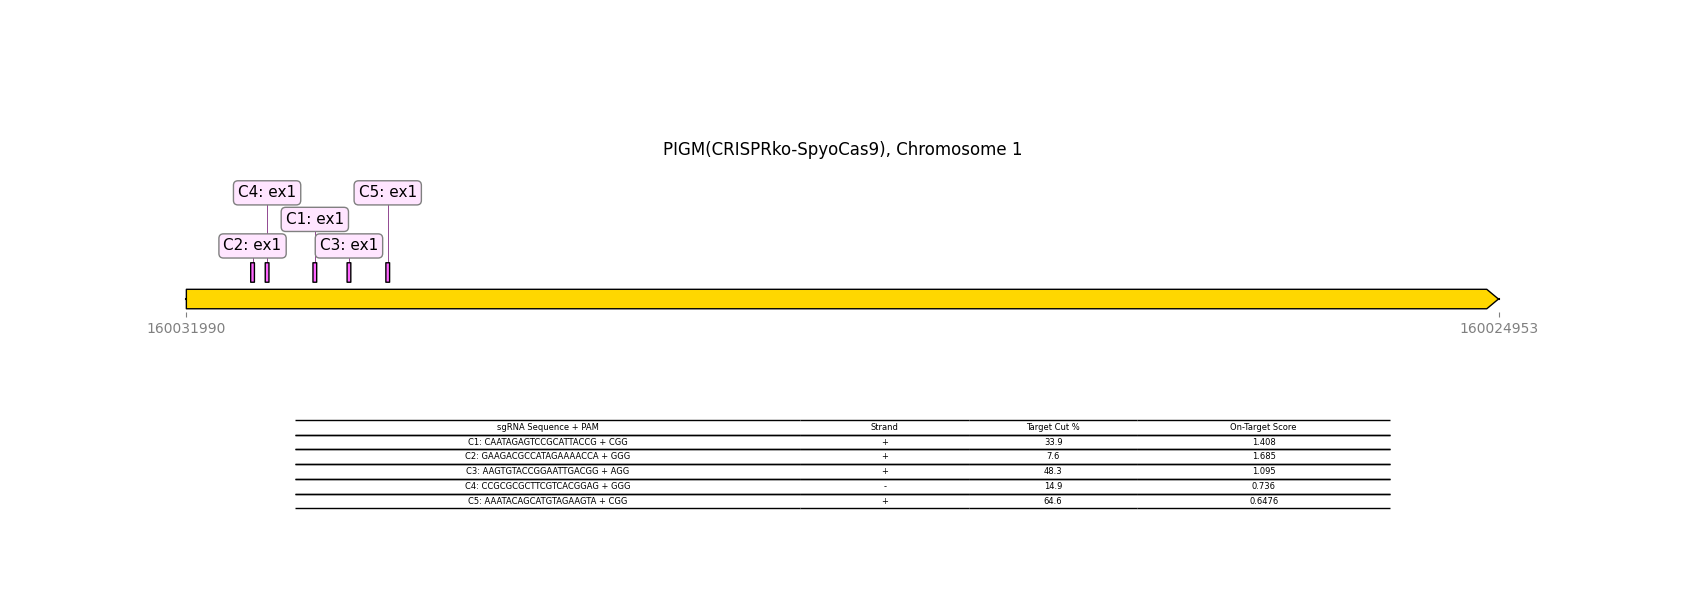 PIGM(CRISPRko-SpyoCas9), Chromosome 1
C4: ex1 C5: ex1
C1: ex1
C2: ex1 C3: ex1
160031990 160024953
sgRNA Sequence + PAM Strand Target Cut % On-Target Score
C1: CAATAGAGTCCGCATTACCG + CGG + 33.9 1.408
C2: GAAGACGCCATAGAAAACCA + GGG + 7.6 1.685
C3: AAGTGTACCGGAATTGACGG + AGG + 48.3 1.095
C4: CCGCGCGCTTCGTCACGGAG + GGG - 14.9 0.736
C5: AAATACAGCATGTAGAAGTA + CGG + 64.6 0.6476